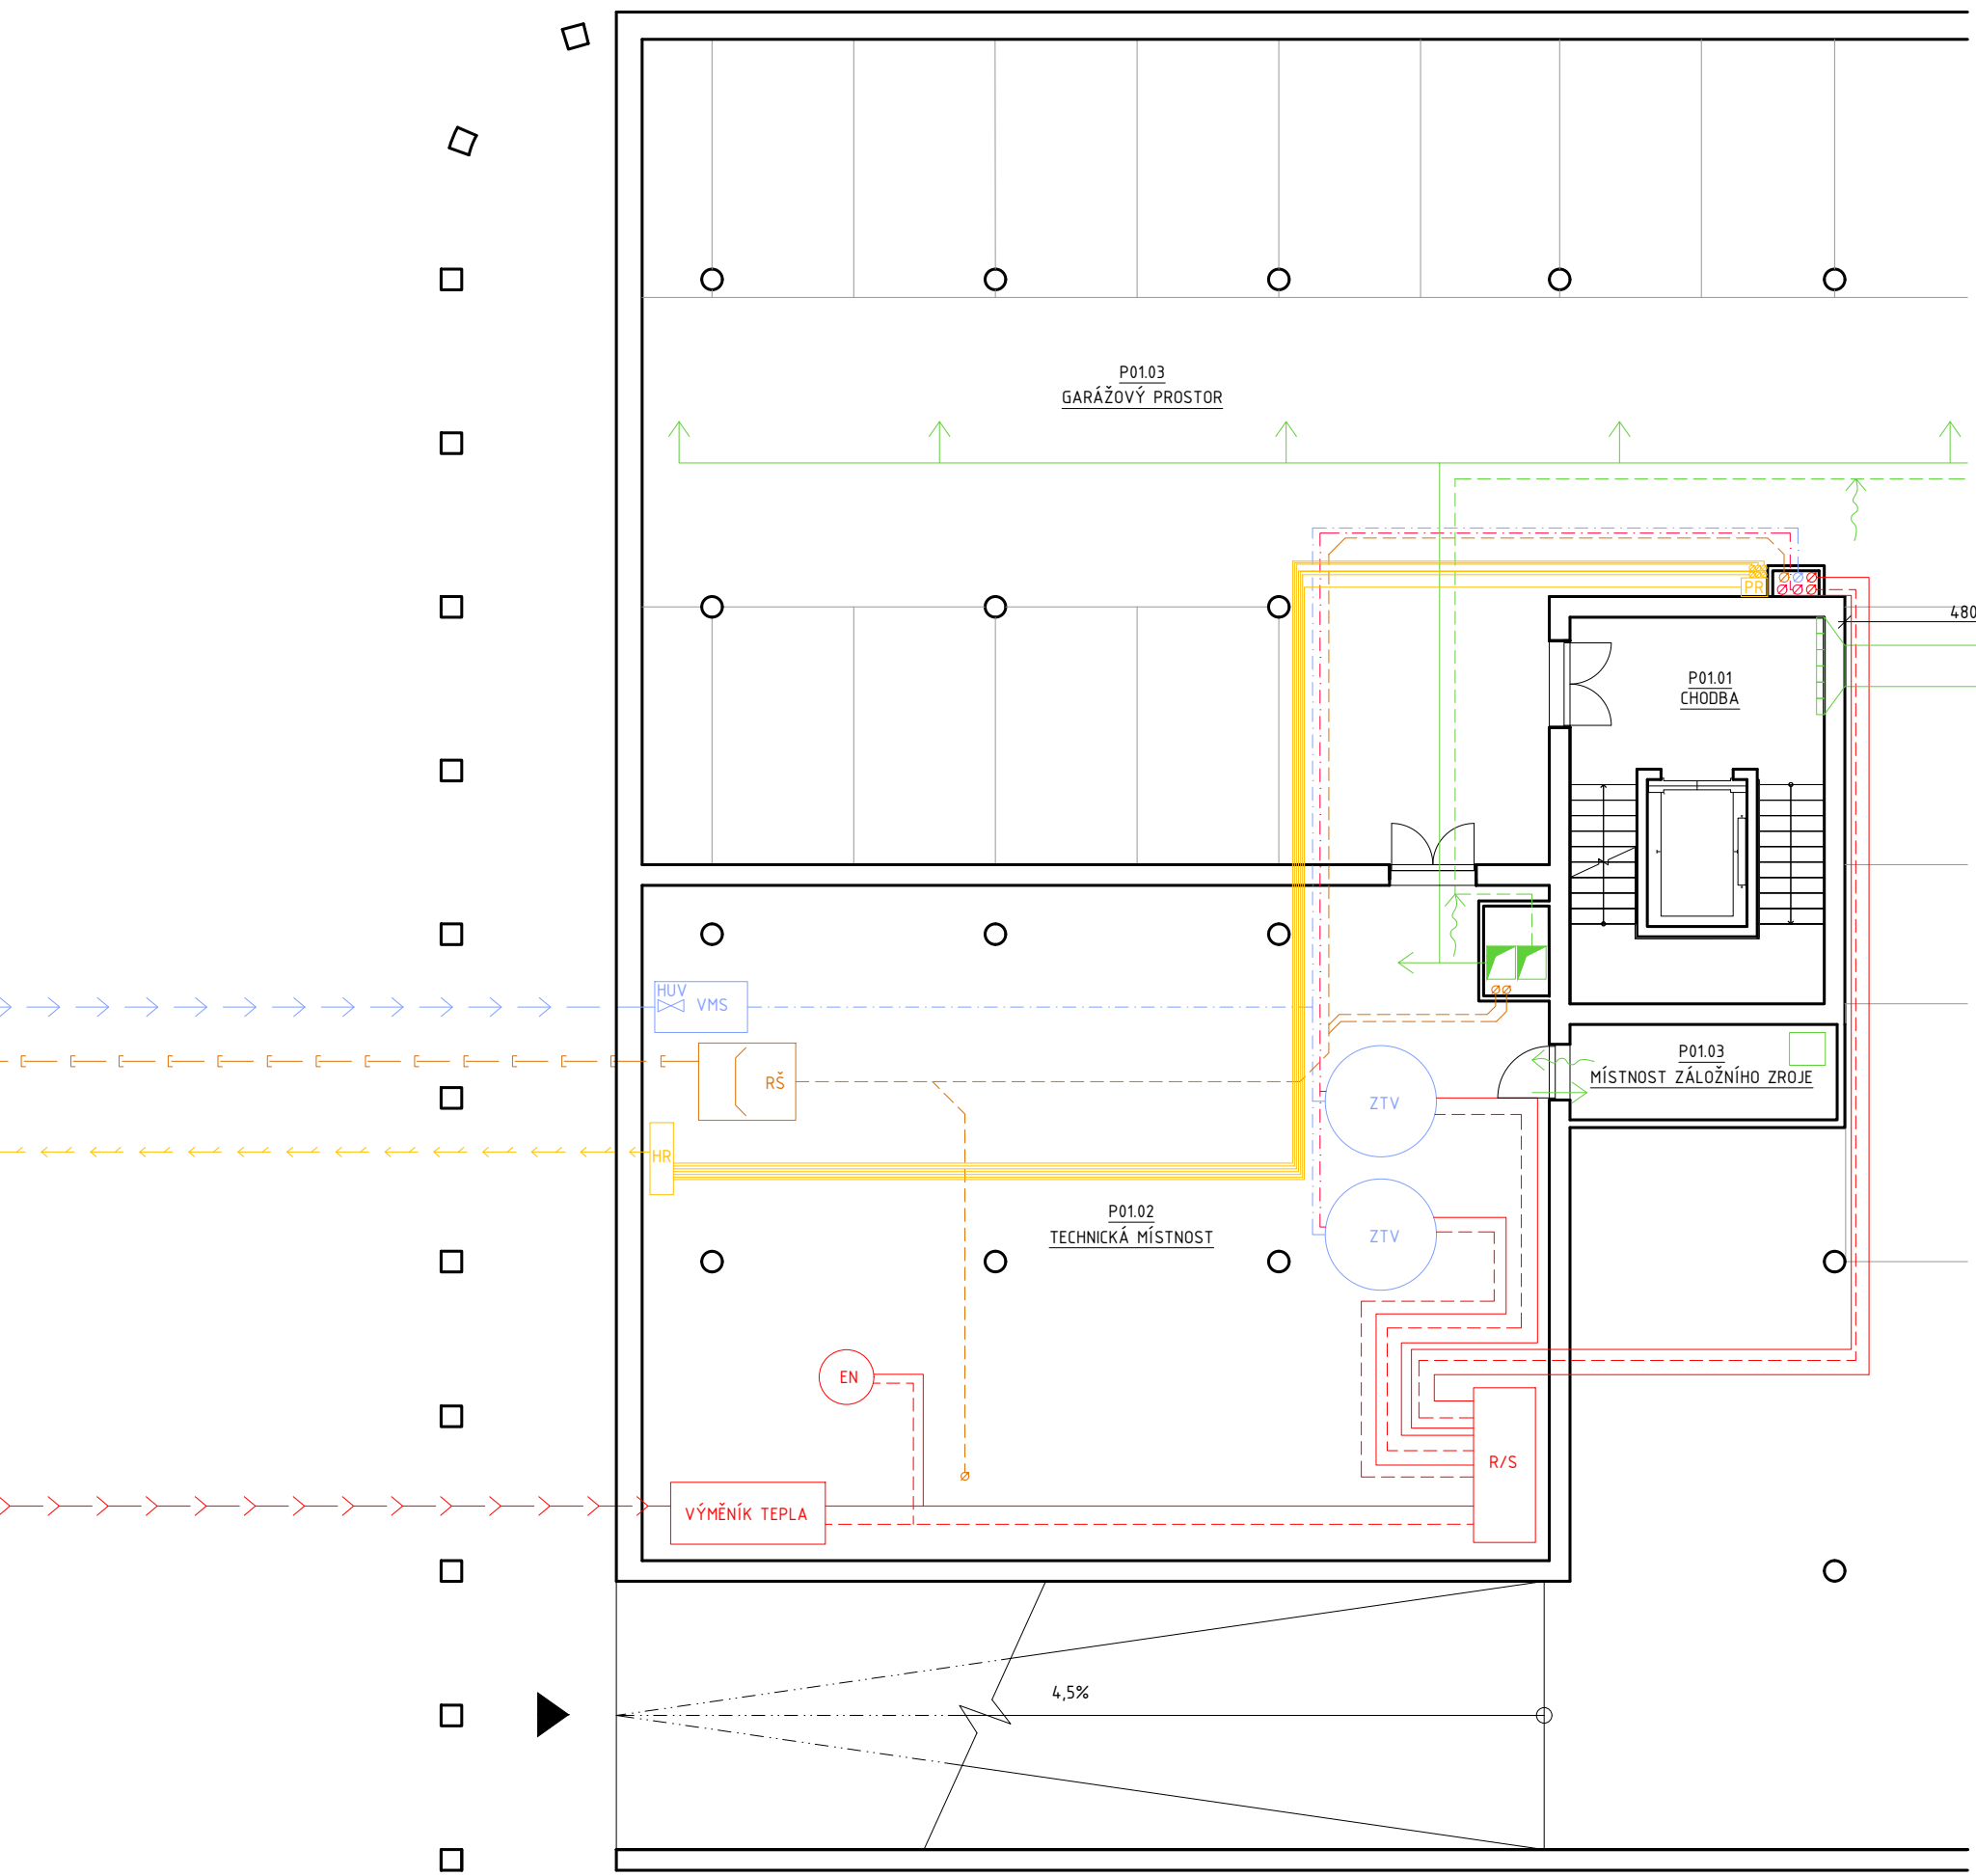 P01.03
GARÁŽOVÝ PROSTOR
PR
480
P01.01
CHODBA
HUV
VMS
RŠ
P01.03
MÍSTNOST ZÁLOŽNÍHO ZROJE
ZTV
HR
P01.02
TECHNICKÁ MÍSTNOST
ZTV
EN
R/S
VÝMĚNÍK TEPLA
4,5%